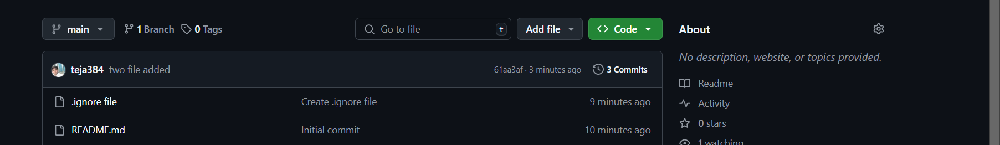 main 1 Branch 0 Tags Go to file t Add file Code About
No description, website, or topics provided.
teja384 two file added 61aa3af · 3 minutes ago 3 Commits
Readme
.ignore file Create .ignore file 9 minutes ago
Activity
0 stars
README.md Initial commit 10 minutes ago
1 watching